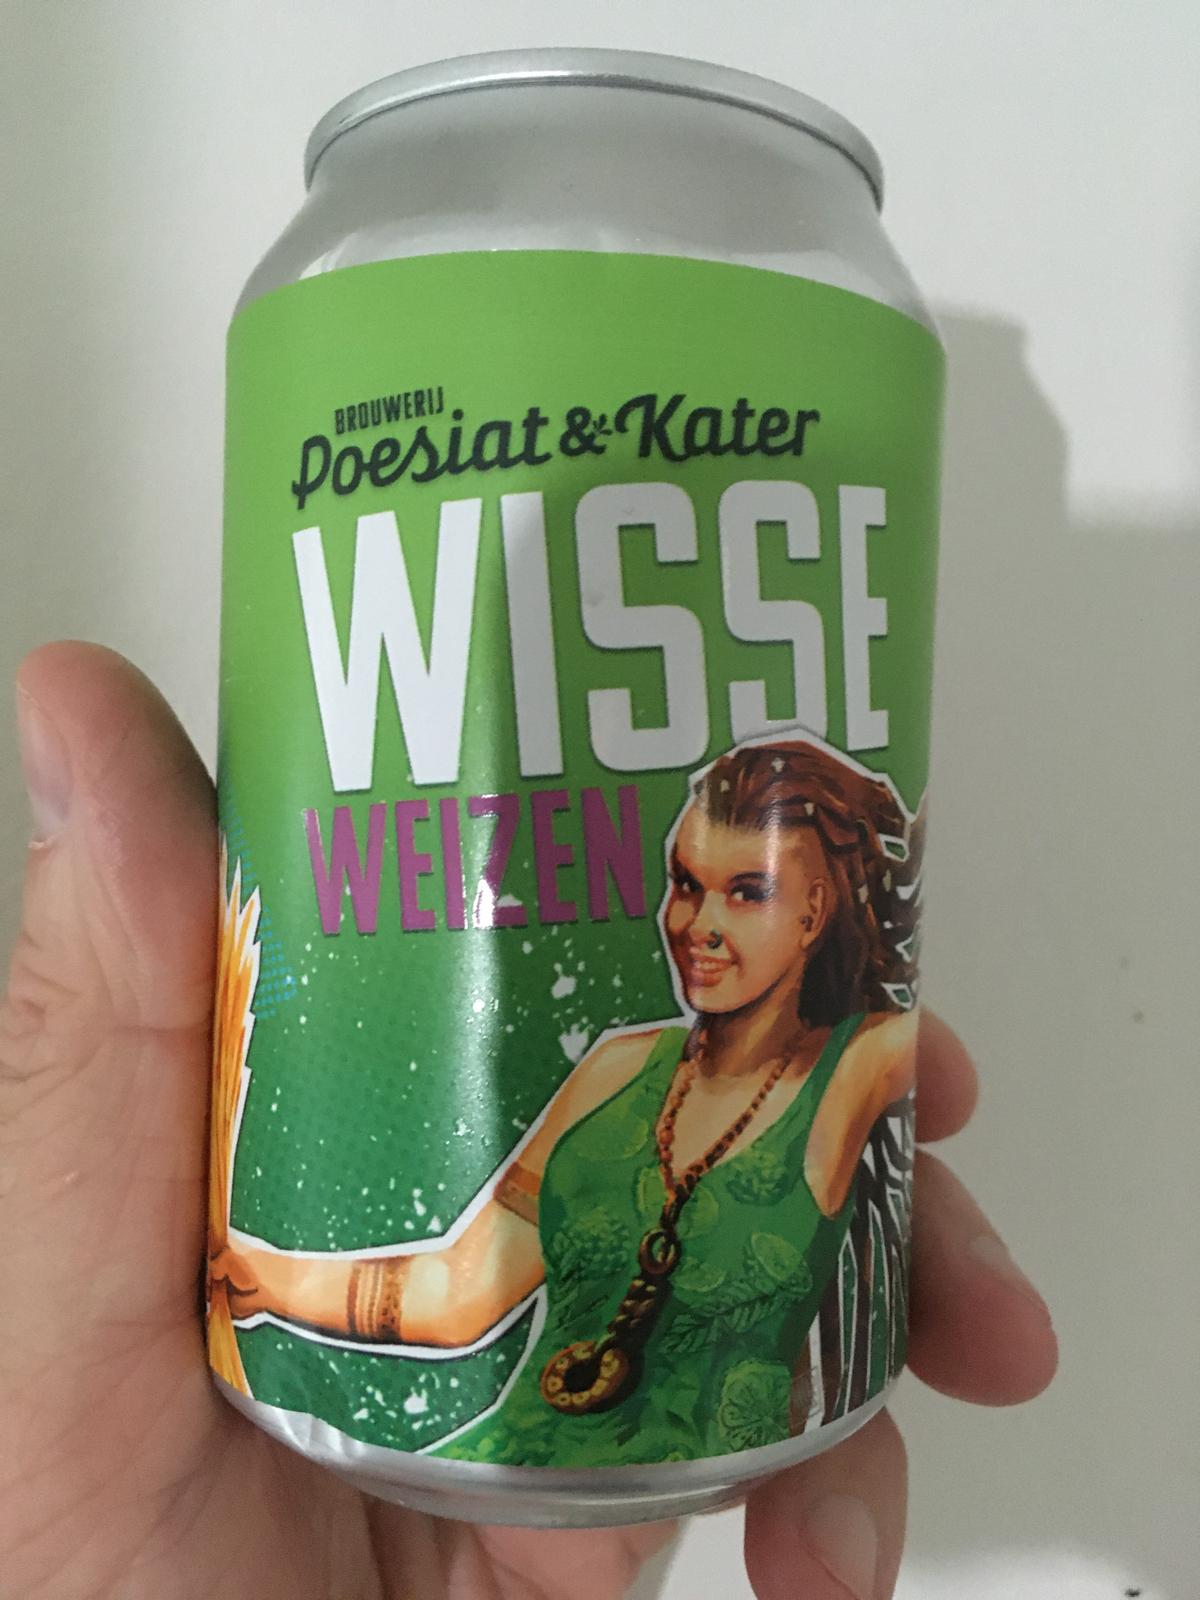 BROUWERIJ
Poesiat & Kater
WISSE
WEIZEN